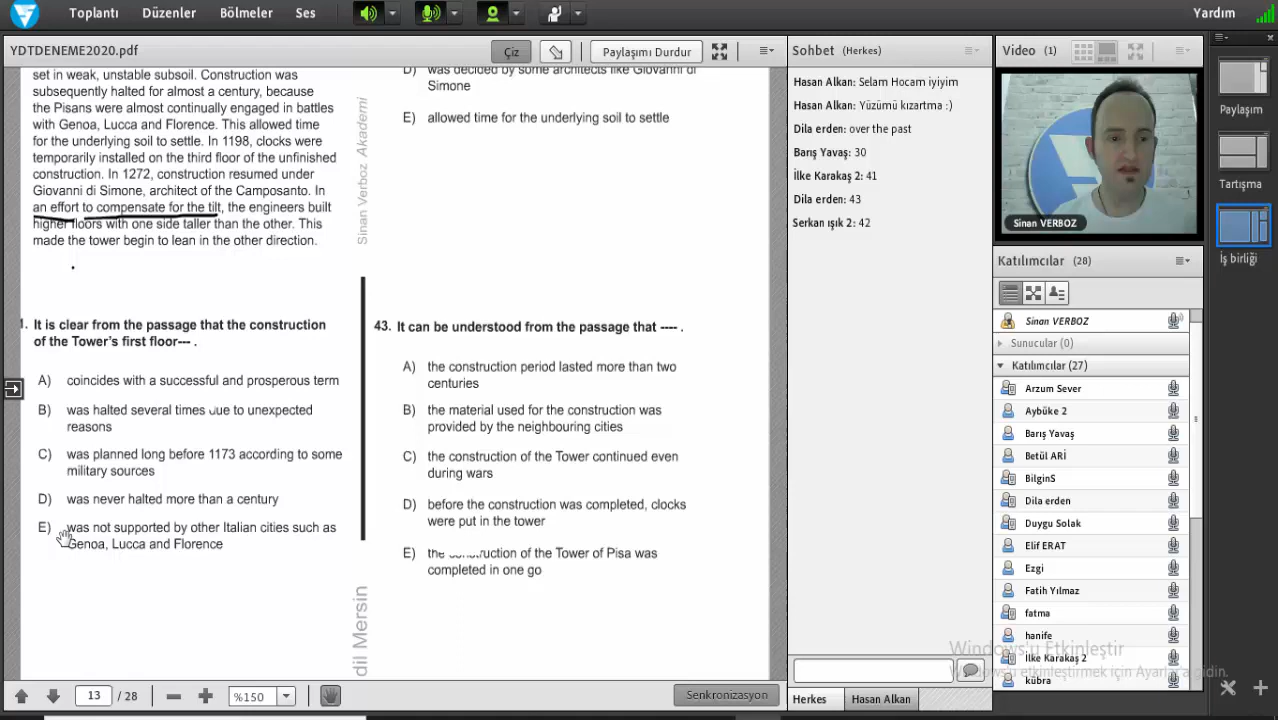 Toplantı Düzenler Bölmeler Ses Yardım
YDTDENEME2020.pdf Çiz Paylaşımı Durdur
set in weak, unstable subsoil. Construction was
subsequently halted for almost a century, because
the Pisans were almost continually engaged in battles
with Genoa, Lucca and Florence. This allowed time
for the underlying soil to settle. In 1198, clocks were
temporarily installed on the third floor of the unfinished
construction. In 1272, construction resumed under
Giovanni di Simone, architect of the Camposanto. In
an effort to compensate for the tilt, the engineers built
higher floors with one side taller than the other. This
made the tower begin to lean in the other direction.
1. It is clear from the passage that the construction
of the Tower's first floor--- .
A) coincides with a successful and prosperous term
B) was halted several times due to unexpected
reasons
C) was planned long before 1173 according to some
military sources
D) was never halted more than a century
E) was not supported by other Italian cities such as
Genoa, Lucca and Florence
Sinan Verboz Akademi
dil Mersin
D) was decided by some architects like Giovanni di
Simone
E) allowed time for the underlying soil to settle
43. It can be understood from the passage that ---- .
A) the construction period lasted more than two
centuries
B) the material used for the construction was
provided by the neighbouring cities
C) the construction of the Tower continued even
during wars
D) before the construction was completed, clocks
were put in the tower
E) the construction of the Tower of Pisa was
completed in one go
13 / 28 %150 Senkronizasyon
Sohbet (Herkes)
Hasan Alkan: Selam Hocam iyiyim
Hasan Alkan: Yüzümü kızartma :)
Dila erden: over the past
Barış Yavaş: 30
İlke Karakaş 2: 41
Dila erden: 43
Serkan ışık 2: 42
Herkes Hasan Alkan
Video (1)
Sinan VERBOZ
Katılımcılar (28)
Sinan VERBOZ
Sunucular (0)
Katılımcılar (27)
Arzum Sever
Aybüke 2
Barış Yavaş
Betül ARİ
BilginS
Dila erden
Duygu Solak
Elif ERAT
Ezgi
Fatih Yılmaz
fatma
hanife
İlke Karakaş 2
kübra
Paylaşım
Tartışma
İş birliği
Windows'u Etkinleştir
Windows'u etkinleştirmek için Ayarlar'a gidin.